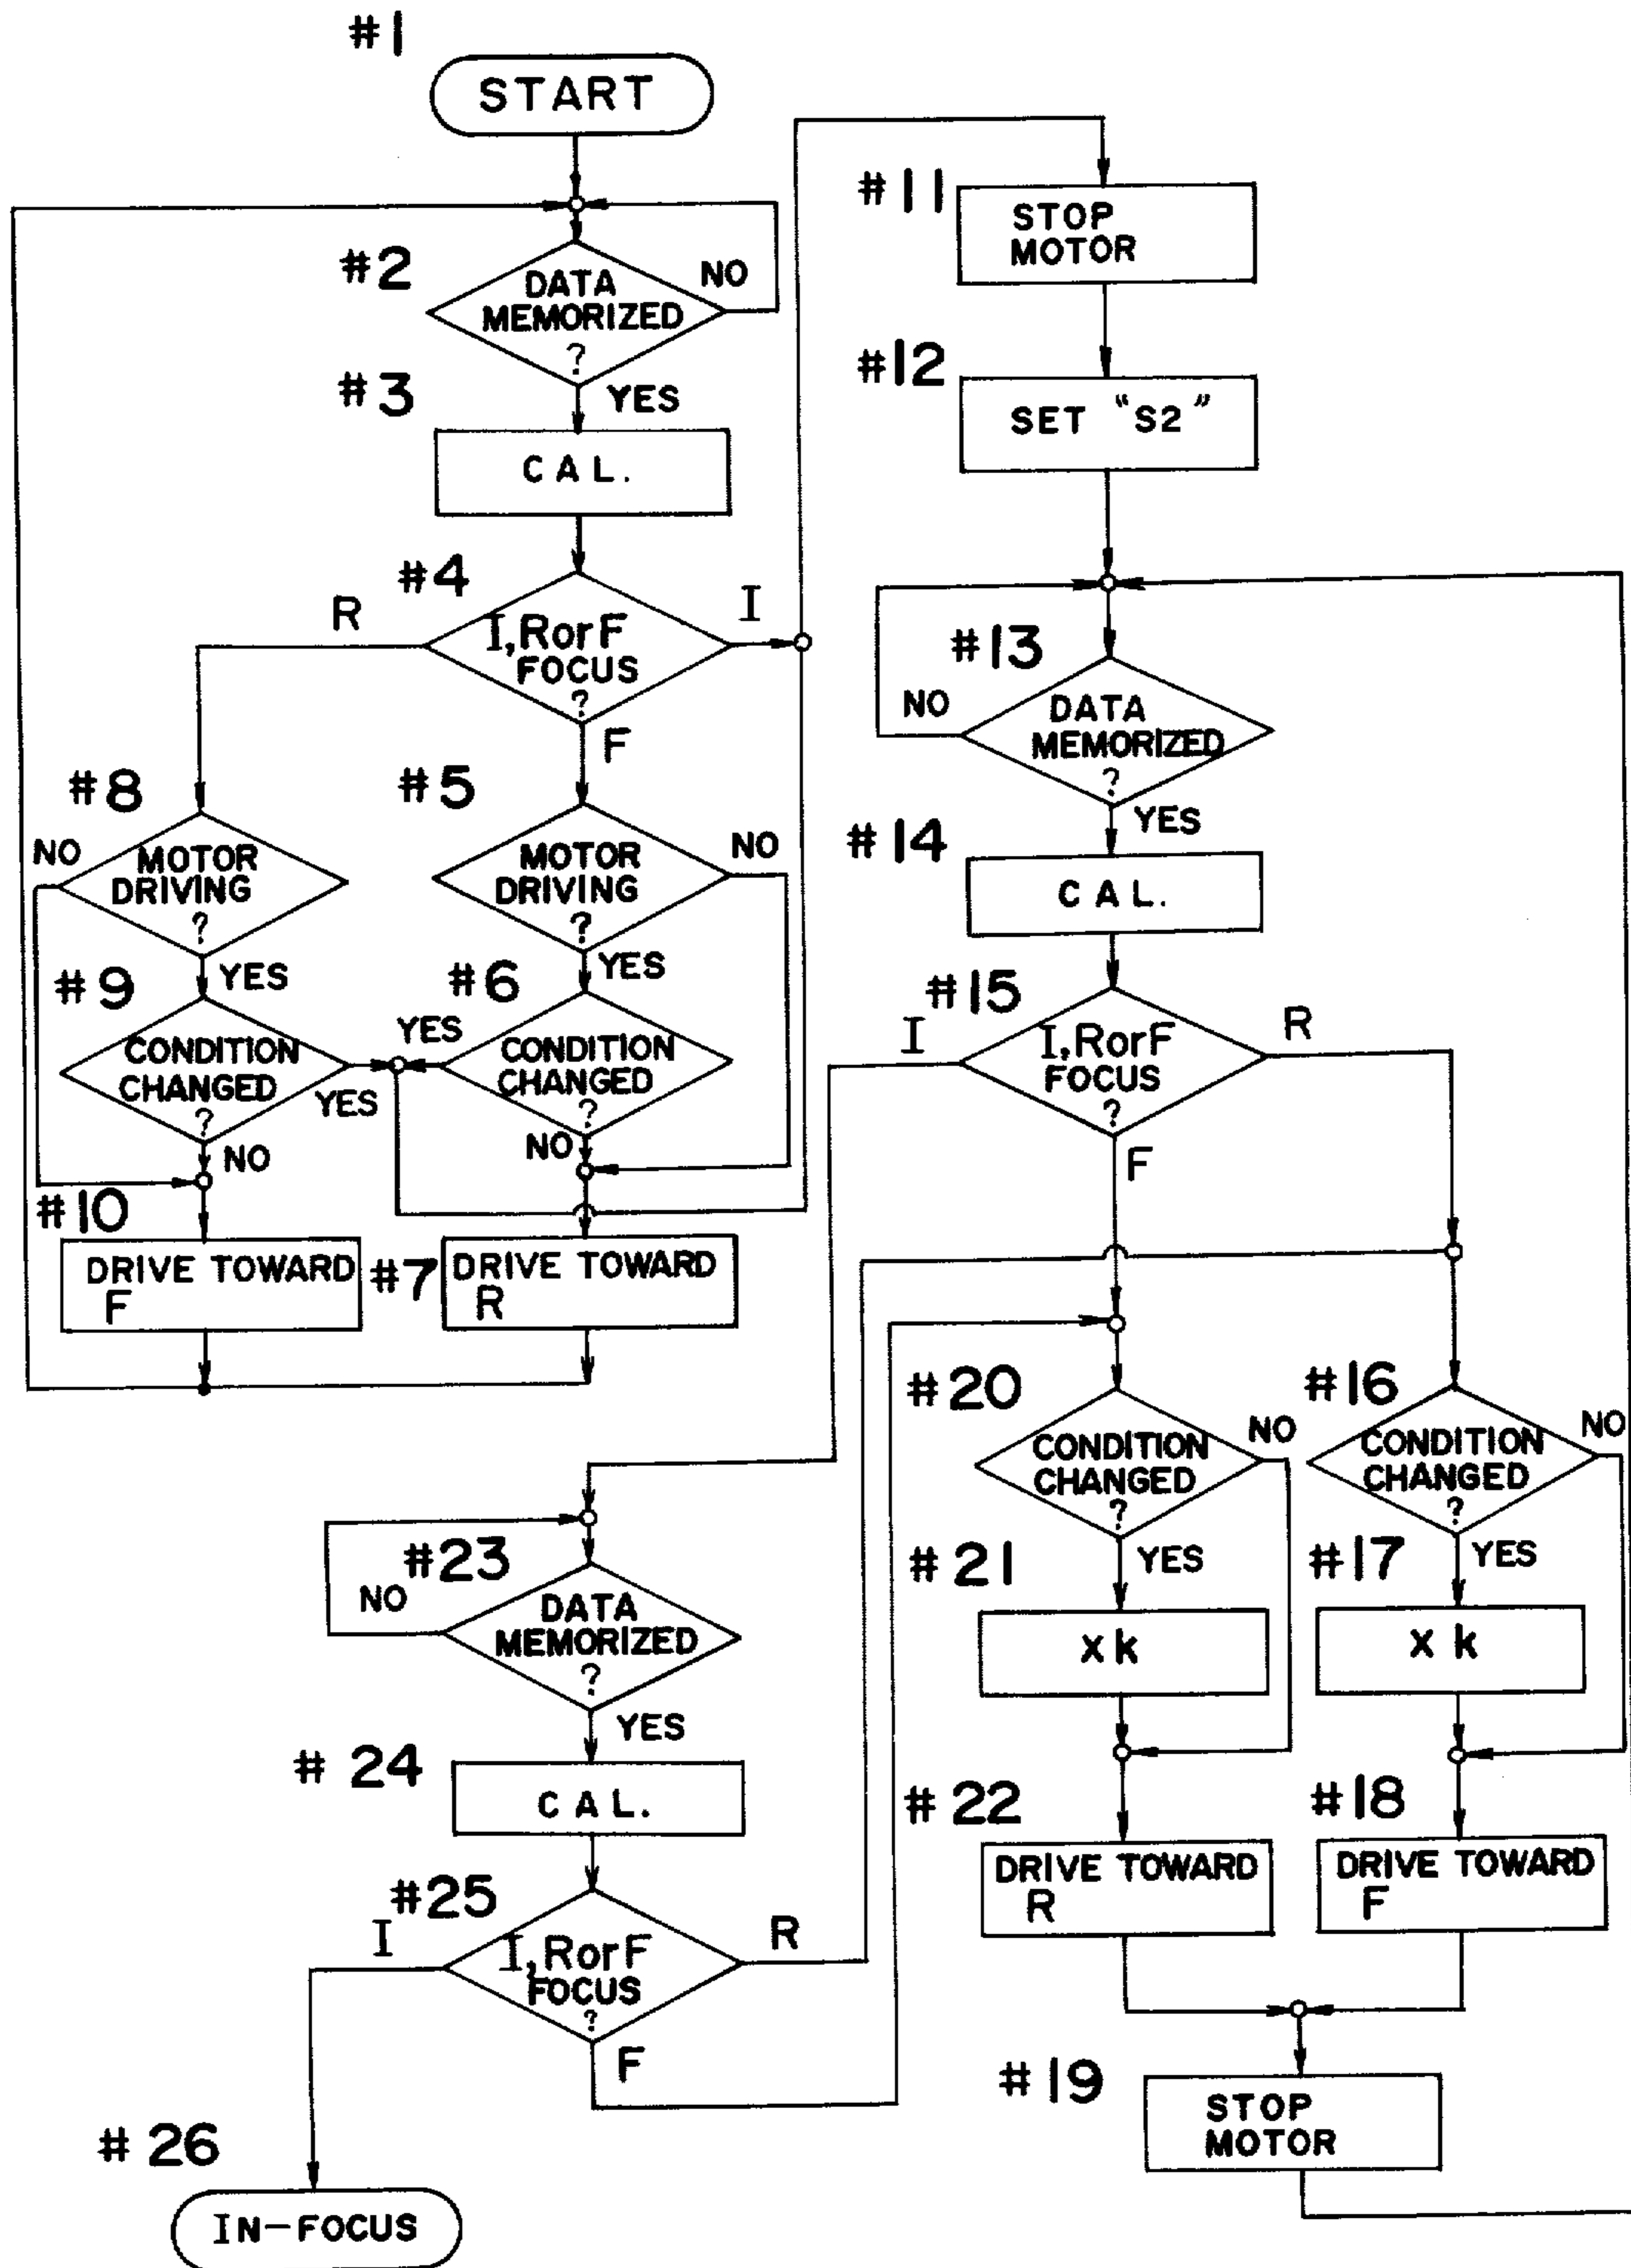 #1
START
#2
DATA
MEMORIZED
?
NO
YES
#3
CAL.
#4
I,RorF
FOCUS
?
R
I
F
#8
MOTOR
DRIVING
?
NO
YES
#5
MOTOR
DRIVING
?
NO
YES
#9
CONDITION
CHANGED
?
YES
NO
#6
CONDITION
CHANGED
?
YES
NO
#10
DRIVE TOWARD
F
#7
DRIVE TOWARD
R
#11
STOP
MOTOR
#12
SET "S2"
#13
DATA
MEMORIZED
?
NO
YES
#14
CAL.
#15
I,RorF
FOCUS
?
I
R
F
#20
CONDITION
CHANGED
?
NO
YES
#16
CONDITION
CHANGED
?
NO
YES
#21
x k
#17
x k
#22
DRIVE TOWARD
R
#18
DRIVE TOWARD
F
#19
STOP
MOTOR
#23
DATA
MEMORIZED
?
NO
YES
#24
CAL.
#25
I,RorF
FOCUS
?
I
R
F
#26
IN-FOCUS